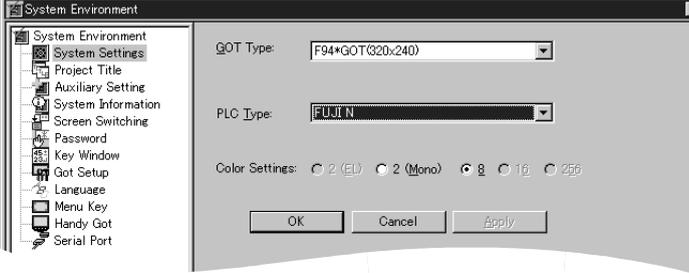 System Environment
System Environment
System Settings
Project Title
Auxiliary Setting
System Information
Screen Switching
Password
Key Window
Got Setup
Language
Menu Key
Handy Got
Serial Port
GOT Type: F94*GOT(320x240)
PLC Type: FUJI N
Color Settings: 2 (EL) 2 (Mono) 8 16 256
OK Cancel Apply